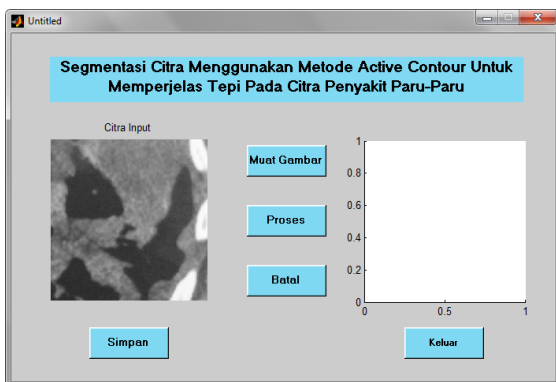 Untitled
Segmentasi Citra Menggunakan Metode Active Contour Untuk
Memperjelas Tepi Pada Citra Penyakit Paru-Paru
Citra Input
Muat Gambar
Proses
Batal
1
0.8
0.6
0.4
0.2
0
0
0.5
1
Simpan
Keluar